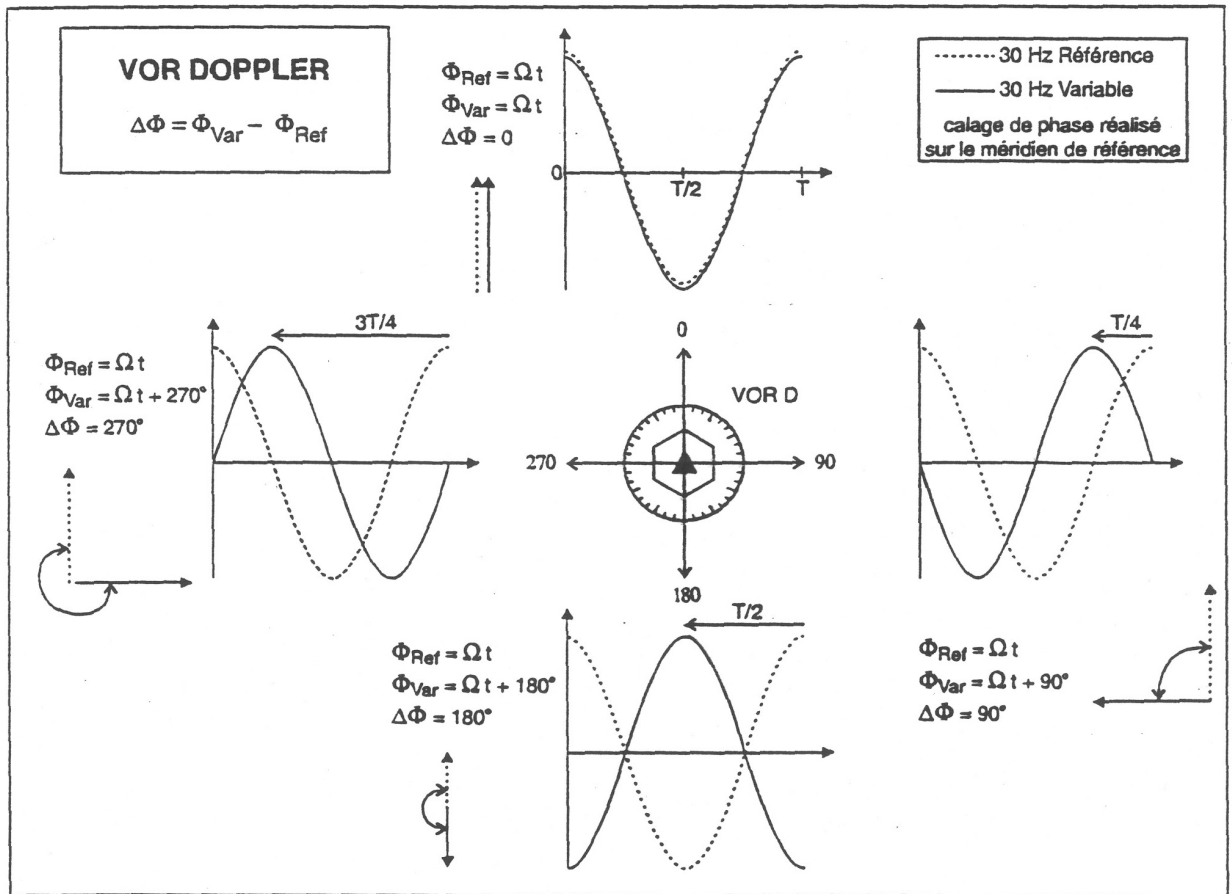 VOR DOPPLER
ΔΦ = Φ_Var − Φ_Ref
Φ_Ref = Ω t
Φ_Var = Ω t
ΔΦ = 0
0
T/2
T
30 Hz Référence
30 Hz Variable
calage de phase réalisé
sur le méridien de référence
Φ_Ref = Ω t
Φ_Var = Ω t + 270°
ΔΦ = 270°
3T/4
0
VOR D
270
90
180
T/4
Φ_Ref = Ω t
Φ_Var = Ω t + 180°
ΔΦ = 180°
T/2
Φ_Ref = Ω t
Φ_Var = Ω t + 90°
ΔΦ = 90°